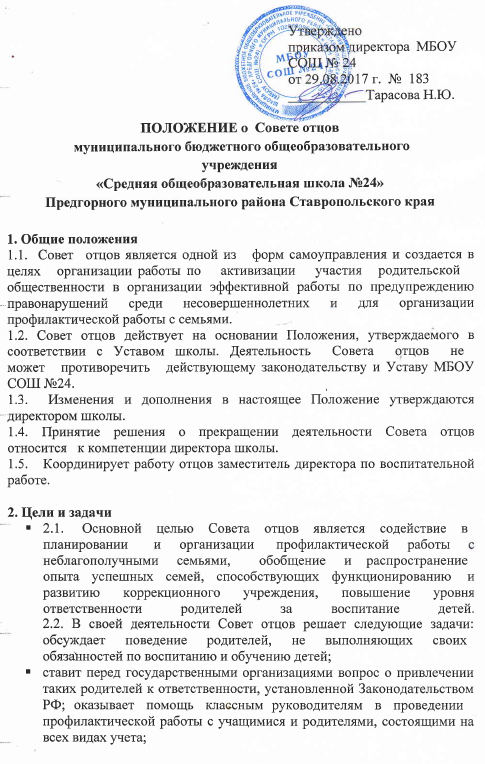 Утверждено
приказом директора МБОУ
СОШ № 24
от 29.08.2017 г. № 183
Тарасова Н.Ю.
МБОУ
СОШ №24
ПОЛОЖЕНИЕ о Совете отцов
муниципального бюджетного общеобразовательного
учреждения
«Средняя общеобразовательная школа №24»
Предгорного муниципального района Ставропольского края
1. Общие положения
1.1. Совет отцов является одной из форм самоуправления и создается в
целях организации работы по активизации участия родительской
общественности в организации эффективной работы по предупреждению
правонарушений среди несовершеннолетних и для организации
профилактической работы с семьями.
1.2. Совет отцов действует на основании Положения, утверждаемого в
соответствии с Уставом школы. Деятельность Совета отцов не
может противоречить действующему законодательству и Уставу МБОУ
СОШ №24.
1.3. Изменения и дополнения в настоящее Положение утверждаются
директором школы.
1.4. Принятие решения о прекращении деятельности Совета отцов
относится к компетенции директора школы.
1.5. Координирует работу отцов заместитель директора по воспитательной
работе.
2. Цели и задачи
▪ 2.1. Основной целью Совета отцов является содействие в
планировании и организации профилактической работы с
неблагополучными семьями, обобщение и распространение
опыта успешных семей, способствующих функционированию и
развитию коррекционного учреждения, повышение уровня
ответственности родителей за воспитание детей.
2.2. В своей деятельности Совет отцов решает следующие задачи:
обсуждает поведение родителей, не выполняющих своих
обязанностей по воспитанию и обучению детей;
▪ ставит перед государственными организациями вопрос о привлечении
таких родителей к ответственности, установленной Законодательством
РФ; оказывает помощь классным руководителям в проведении
профилактической работы с учащимися и родителями, состоящими на
всех видах учета;